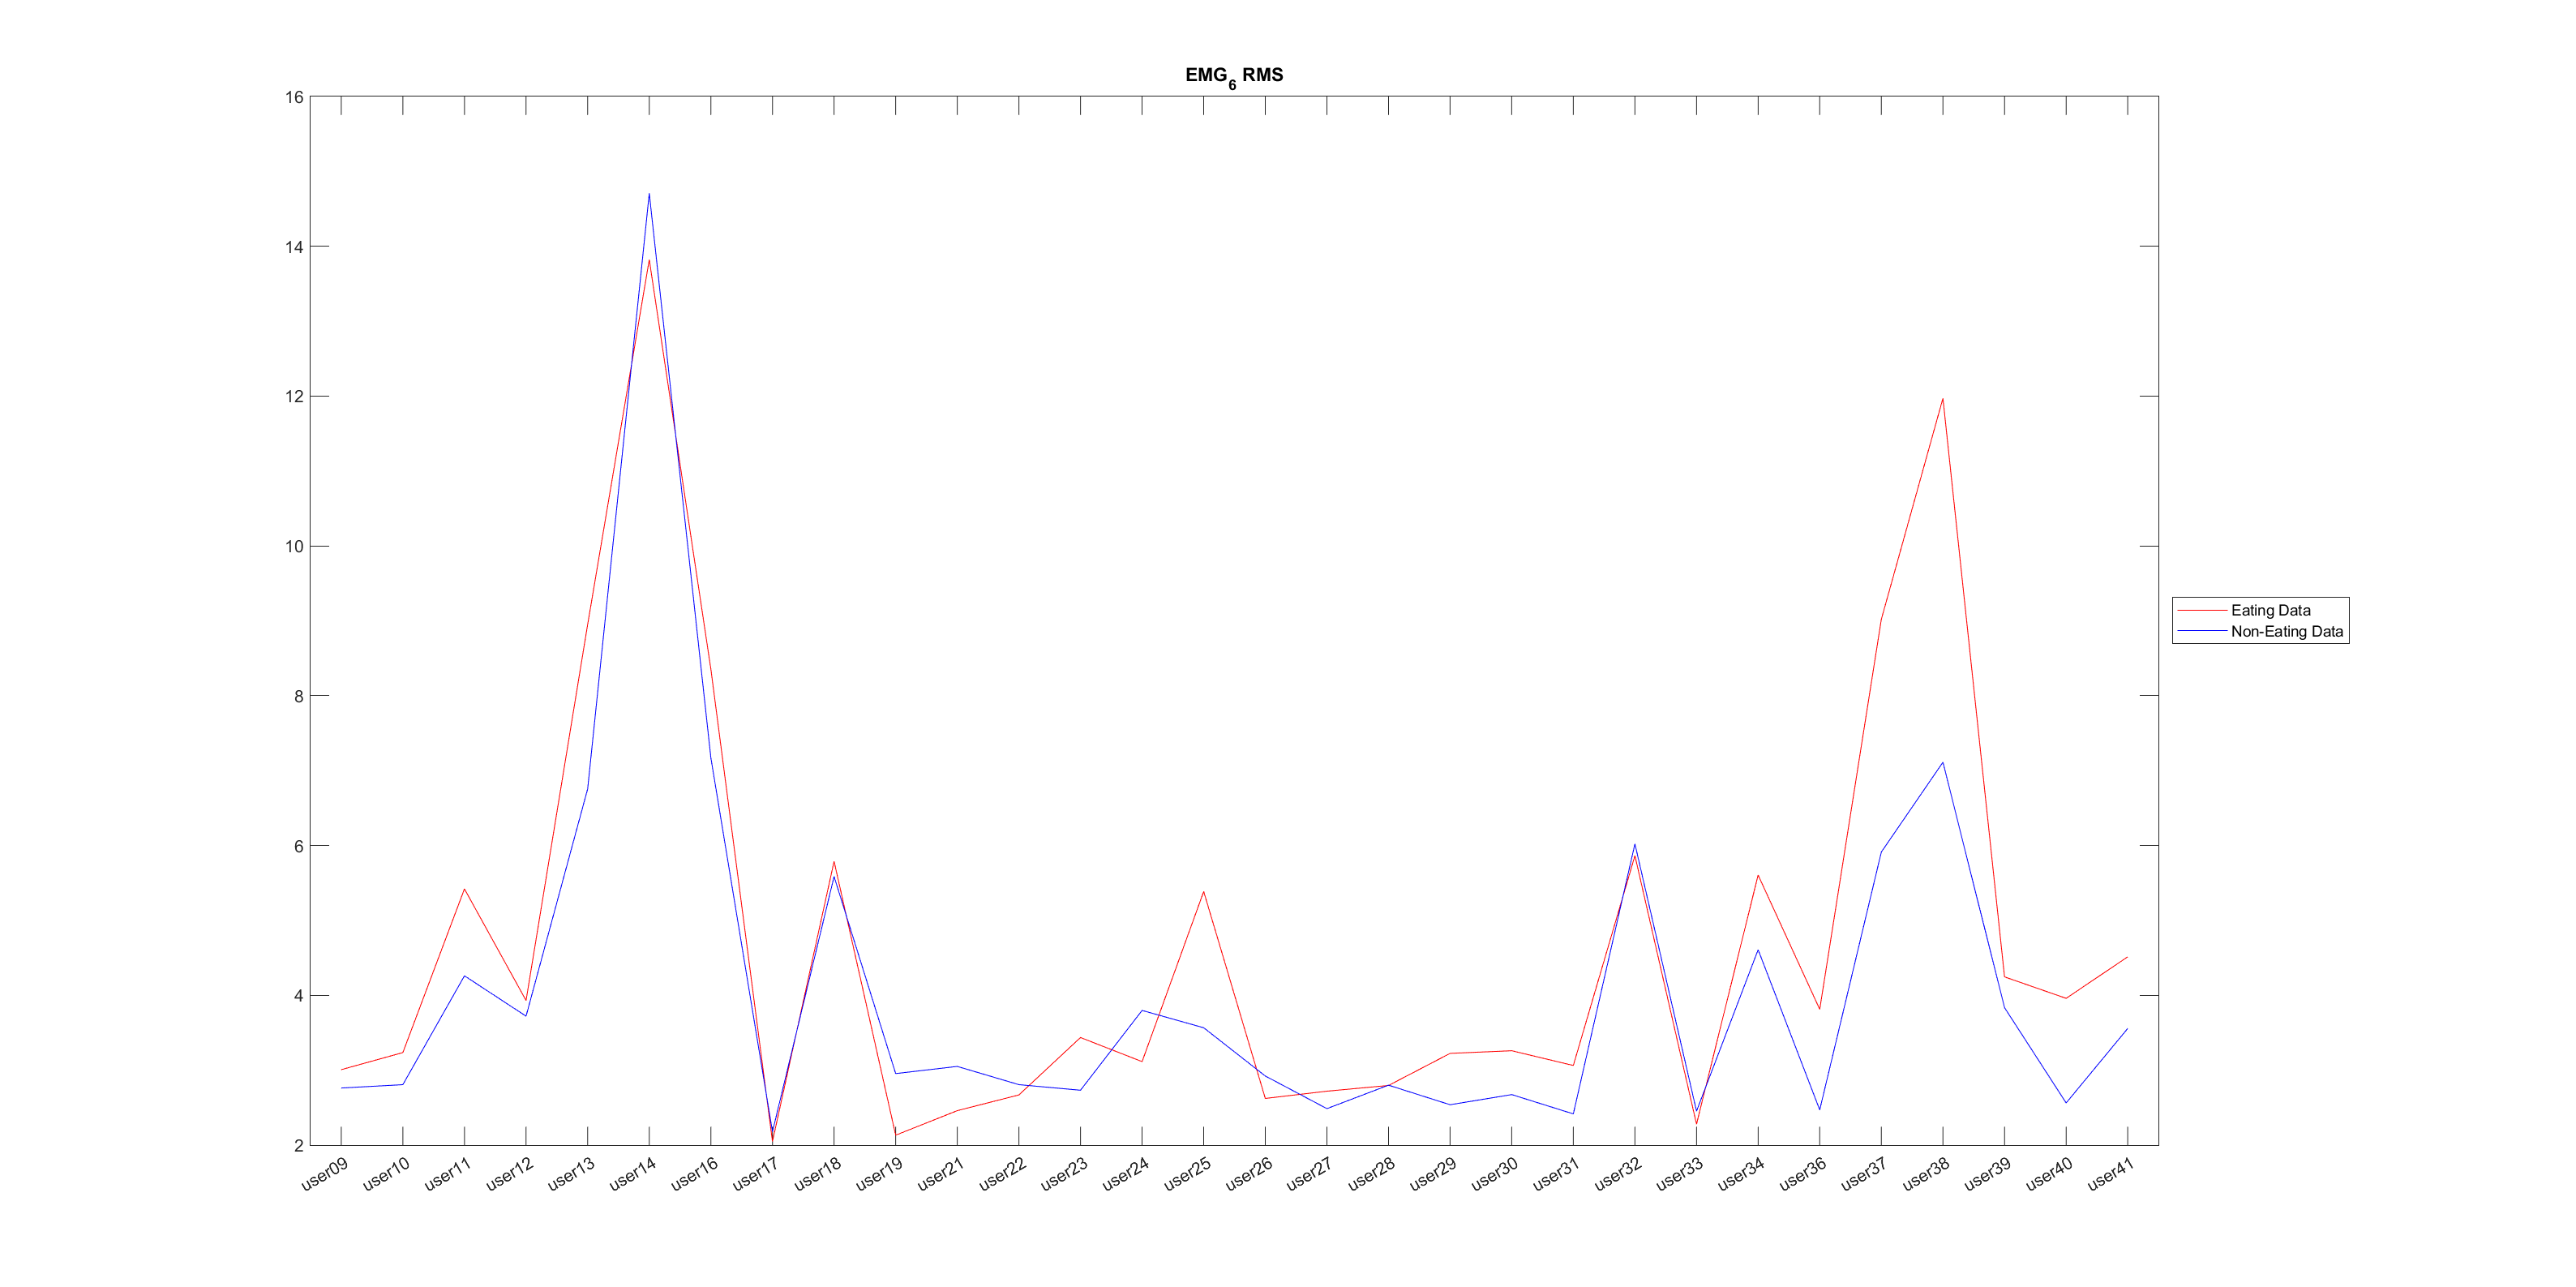 EMG6 RMS
16
14
12
10
8
6
4
2
Eating Data
Non-Eating Data
user09 user10 user11 user12 user13 user14 user16 user17 user18 user19 user21 user22 user23 user24 user25 user26 user27 user28 user29 user30 user31 user32 user33 user34 user36 user37 user38 user39 user40 user41